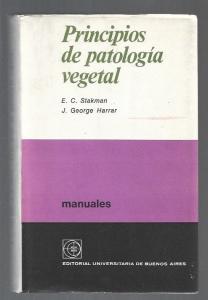 Principios
de patología
vegetal
E. C. Stakman
J. George Harrar
manuales
EDITORIAL UNIVERSITARIA DE BUENOS AIRES